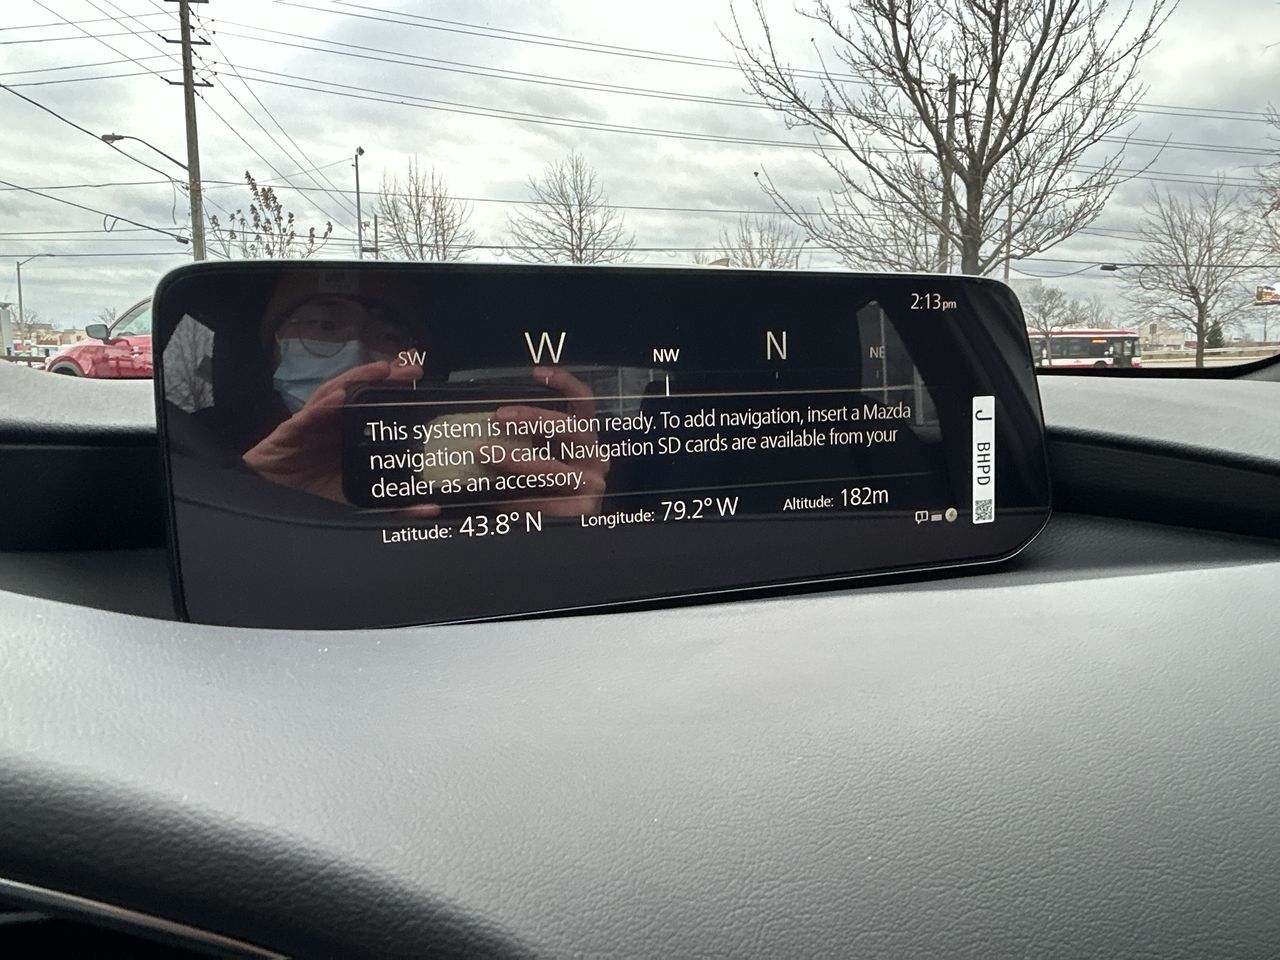 2:13pm
SW W NW N NE
This system is navigation ready. To add navigation, insert a Mazda
navigation SD card. Navigation SD cards are available from your
dealer as an accessory.
Latitude: 43.8° N Longitude: 79.2° W Altitude: 182m
J BHPD